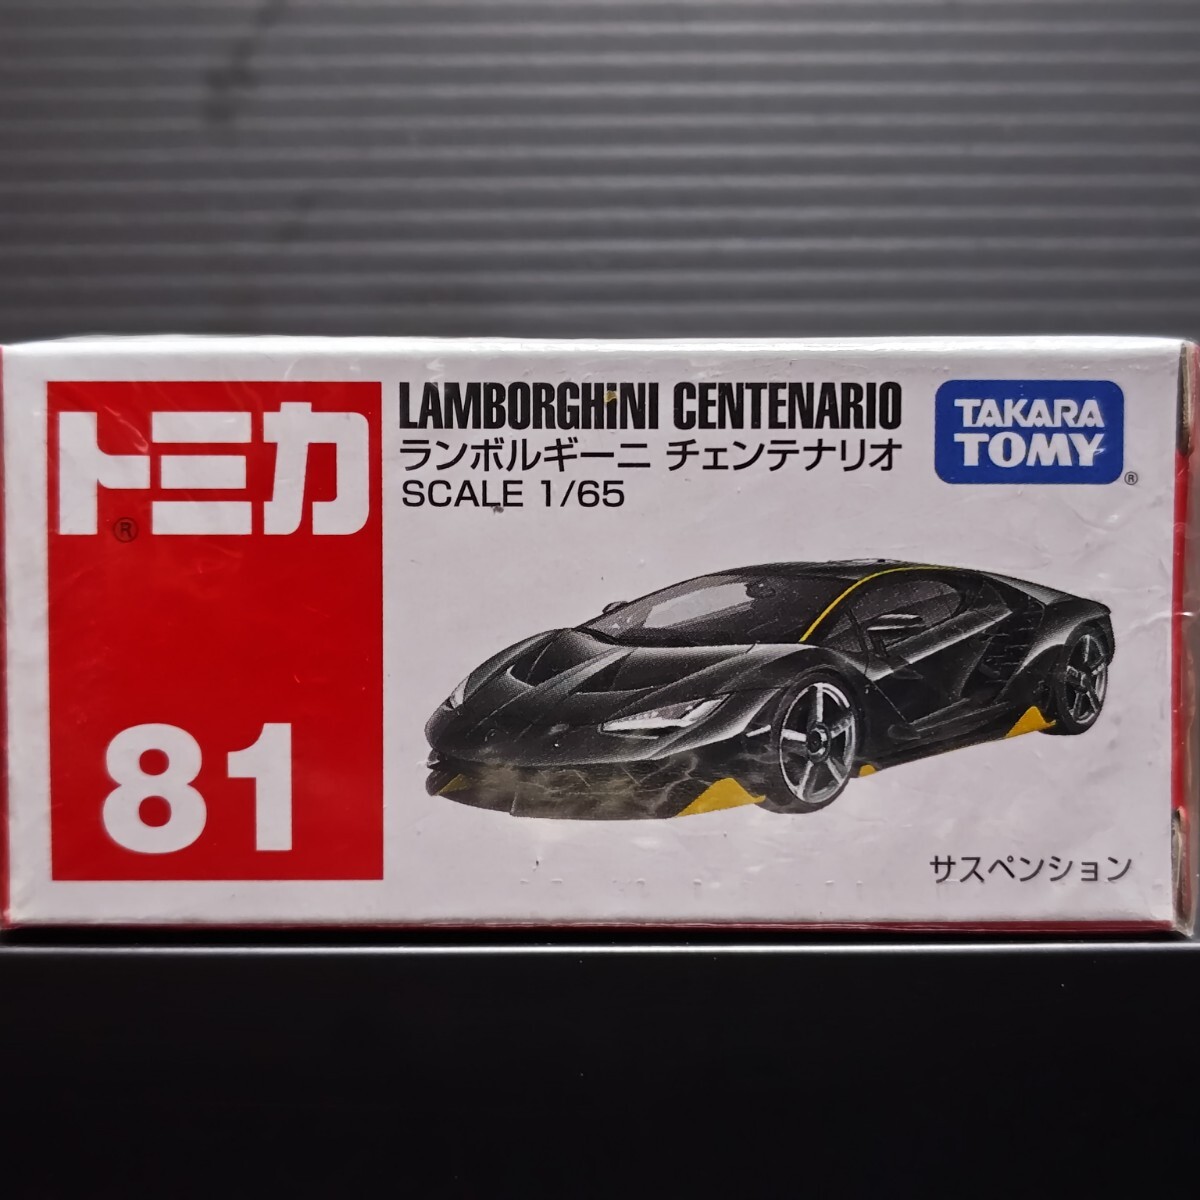 トミカ
®
81
LAMBORGHiNI CENTENARIO
ランボルギーニ チェンテナリオ
SCALE 1/65
TAKARA
TOMY
®
サスペンション